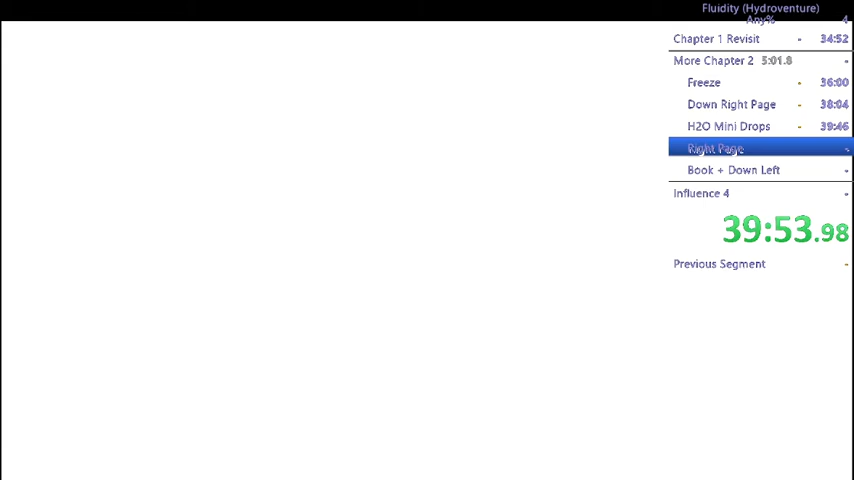 Fluidity (Hydroventure)
Any% 4
Chapter 1 Revisit - 34:52
More Chapter 2 5:01.8 -
Freeze - 36:00
Down Right Page - 38:04
H2O Mini Drops - 39:46
Right Page -
Book + Down Left -
Influence 4 -
39:53.98
Previous Segment -